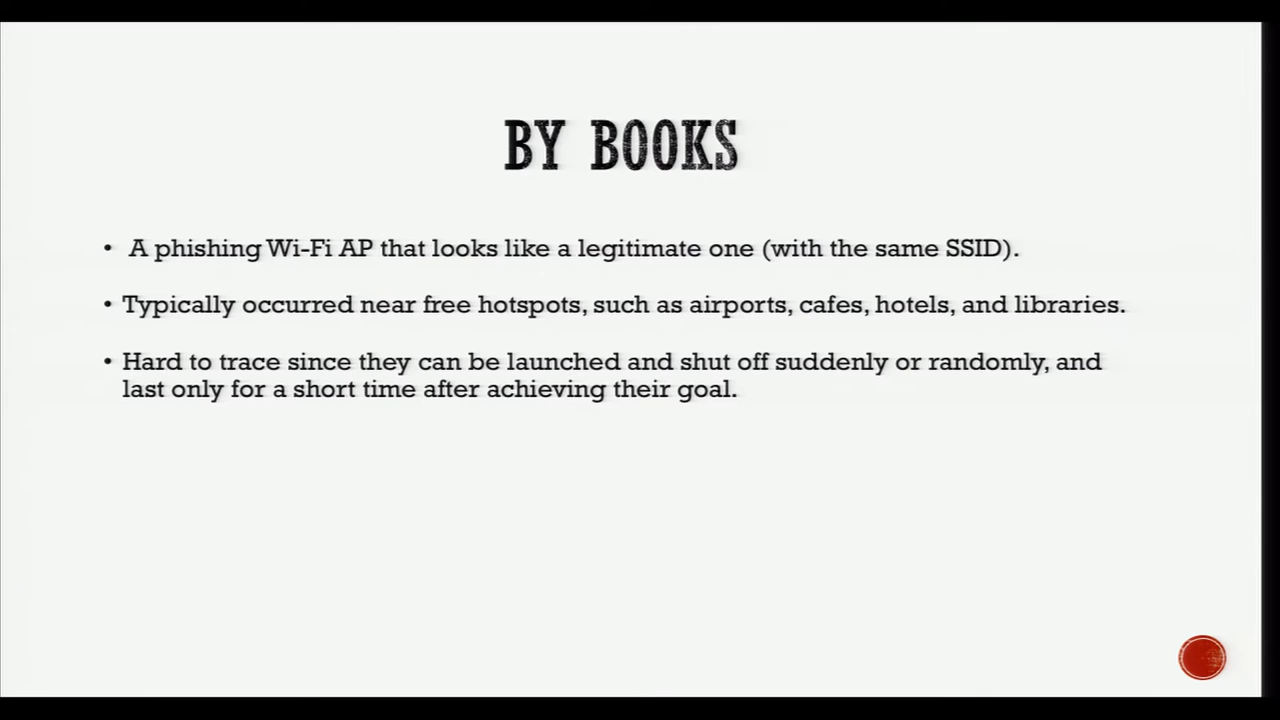 BY BOOKS
• A phishing Wi-Fi AP that looks like a legitimate one (with the same SSID).
• Typically occurred near free hotspots, such as airports, cafes, hotels, and libraries.
• Hard to trace since they can be launched and shut off suddenly or randomly, and
last only for a short time after achieving their goal.